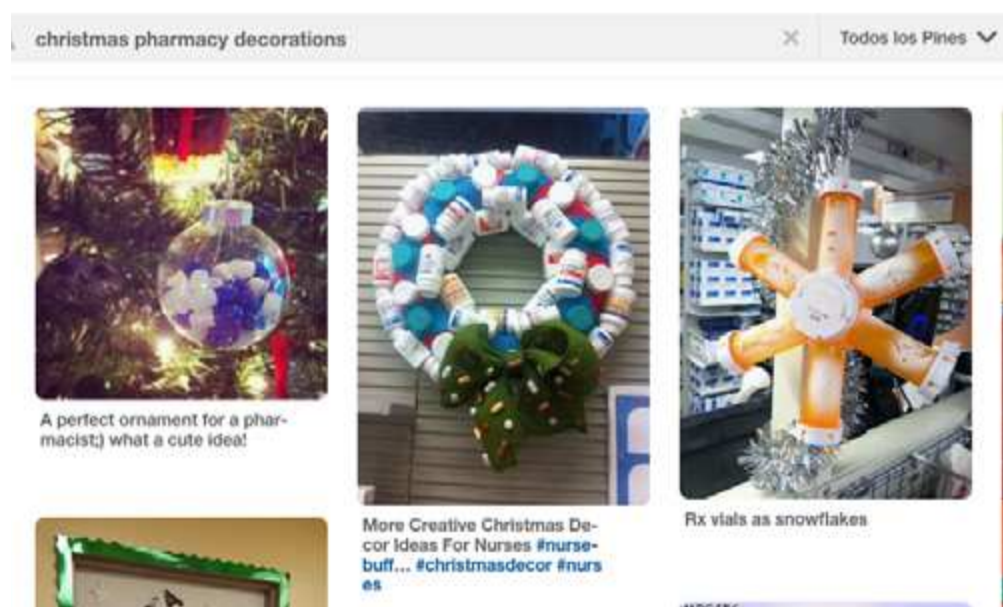 christmas pharmacy decorations
Todos los Pines
A perfect ornament for a phar-
macist;) what a cute idea!
More Creative Christmas De-
cor Ideas For Nurses #nurse-
buff... #christmasdecor #nurs
es
Rx vials as snowflakes